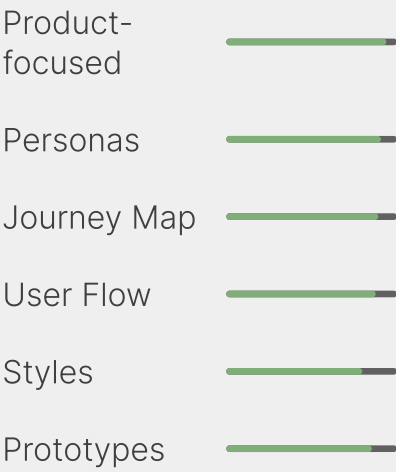 Product-
focused
Personas
Journey Map
User Flow
Styles
Prototypes